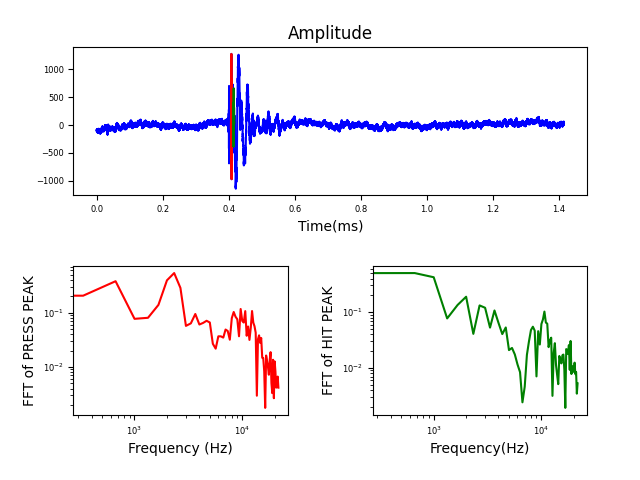 Amplitude
1000
500
0
−500
−1000
0.0 0.2 0.4 0.6 0.8 1.0 1.2 1.4
Time(ms)
FFT of PRESS PEAK
10⁻¹
10⁻²
10³ 10⁴
Frequency (Hz)
FFT of HIT PEAK
10⁻¹
10⁻²
10³ 10⁴
Frequency(Hz)